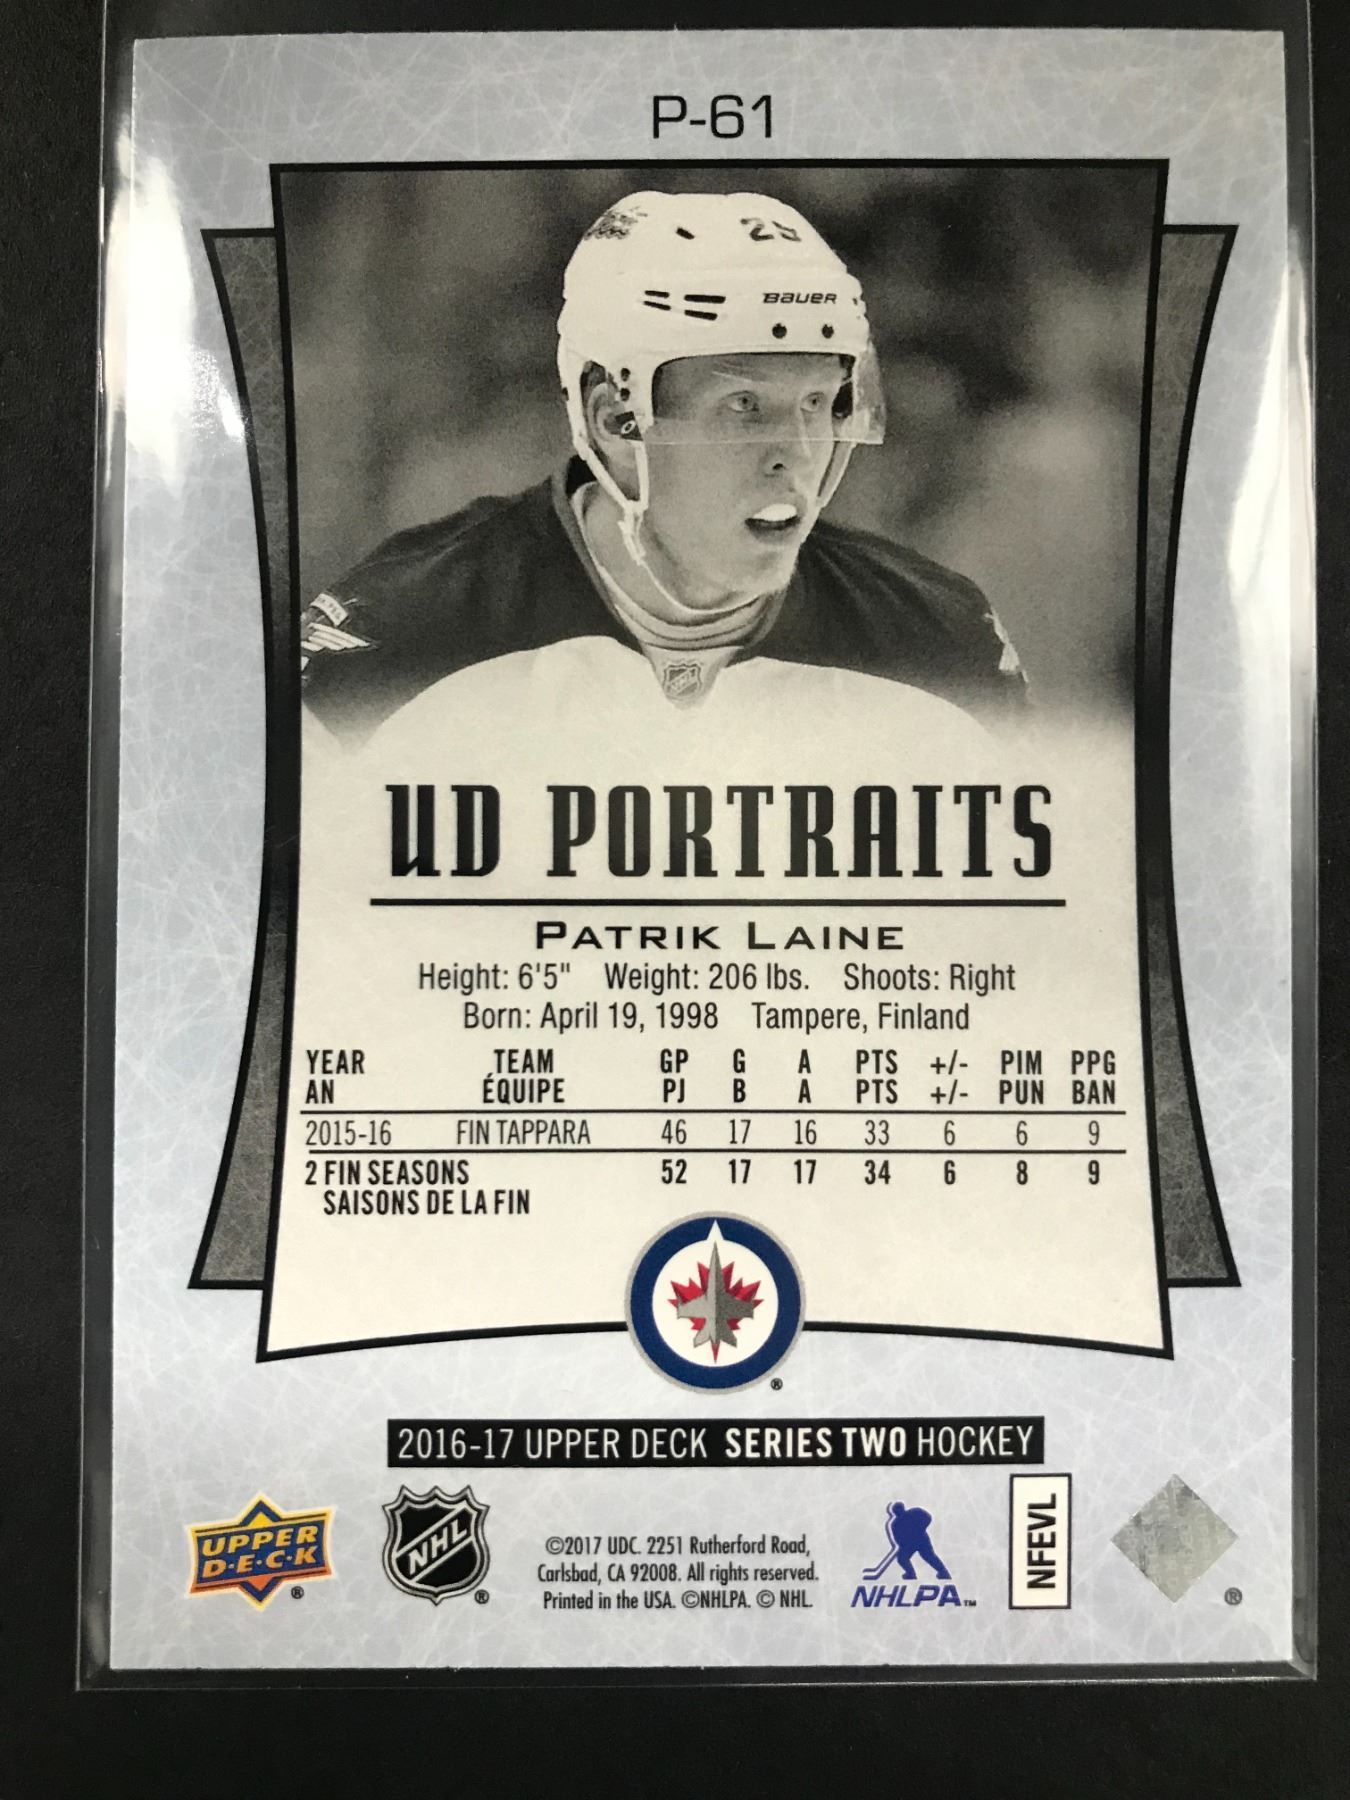 P-61
29
BAUER
UD PORTRAITS
PATRIK LAINE
Height: 6'5" Weight: 206 lbs. Shoots: Right
Born: April 19, 1998 Tampere, Finland
YEAR TEAM GP G A PTS +/- PIM PPG
AN ÉQUIPE PJ B A PTS +/- PUN BAN
2015-16 FIN TAPPARA 46 17 16 33 6 6 9
2 FIN SEASONS 52 17 17 34 6 8 9
SAISONS DE LA FIN
®
2016-17 UPPER DECK SERIES TWO HOCKEY
UPPER
D·E·C·K
®
NHL
®
©2017 UDC. 2251 Rutherford Road,
Carlsbad, CA 92008. All rights reserved.
Printed in the USA. ©NHLPA. © NHL.
NHLPA™
NFEVL
®